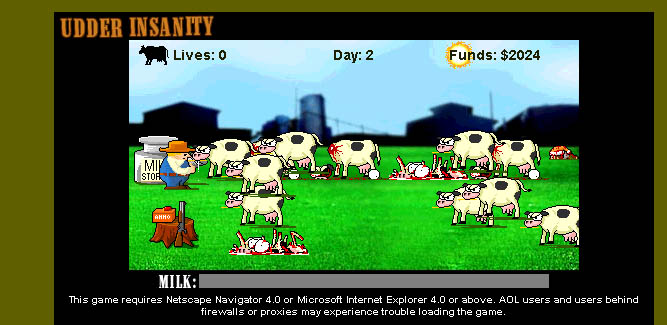 UDDER INSANITY
Lives: 0 Day: 2 Funds: $2024
MIL
STOR
AMMO
MILK:
This game requires Netscape Navigator 4.0 or Microsoft Internet Explorer 4.0 or above. AOL users and users behind
firewalls or proxies may experience trouble loading the game.